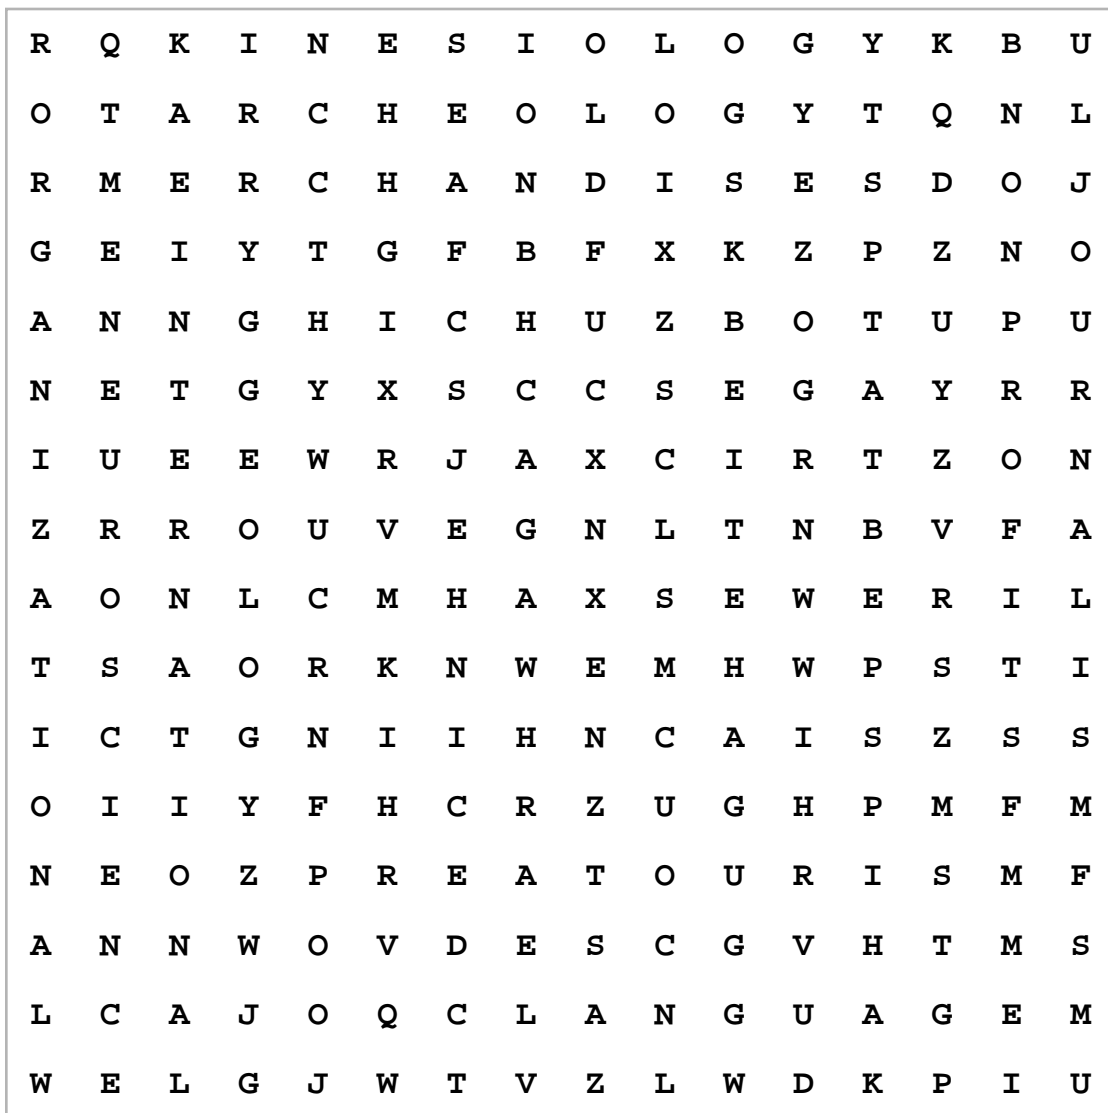 R Q K I N E S I O L O G Y K B U
O T A R C H E O L O G Y T Q N L
R M E R C H A N D I S E S D O J
G E I Y T G F B F X K Z P Z N O
A N N G H I C H U Z B O T U P U
N E T G Y X S C C S E G A Y R R
I U E E W R J A X C I R T Z O N
Z R R O U V E G N L T N B V F A
A O N L C M H A X S E W E R I L
T S A O R K N W E M H W P S T I
I C T G N I I H N C A I S Z S S
O I I Y F H C R Z U G H P M F M
N E O Z P R E A T O U R I S M F
A N N W O V D E S C G V H T M S
L C A J O Q C L A N G U A G E M
W E L G J W T V Z L W D K P I U